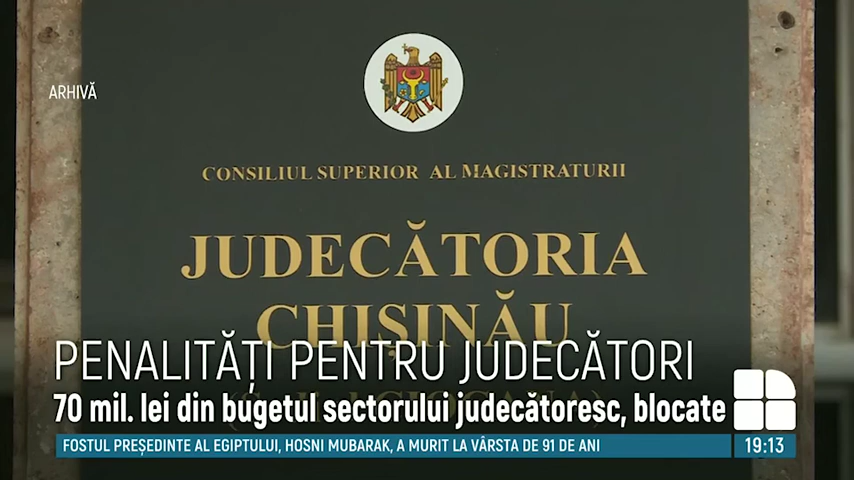 ARHIVĂ
CONSILIUL SUPERIOR AL MAGISTRATURII
JUDECĂTORIA
CHIȘINĂU
PENALITĂȚI PENTRU JUDECĂTORI
70 mil. lei din bugetul sectorului judecătoresc, blocate
FOSTUL PREȘEDINTE AL EGIPTULUI, HOSNI MUBARAK, A MURIT LA VÂRSTA DE 91 DE ANI
19:13